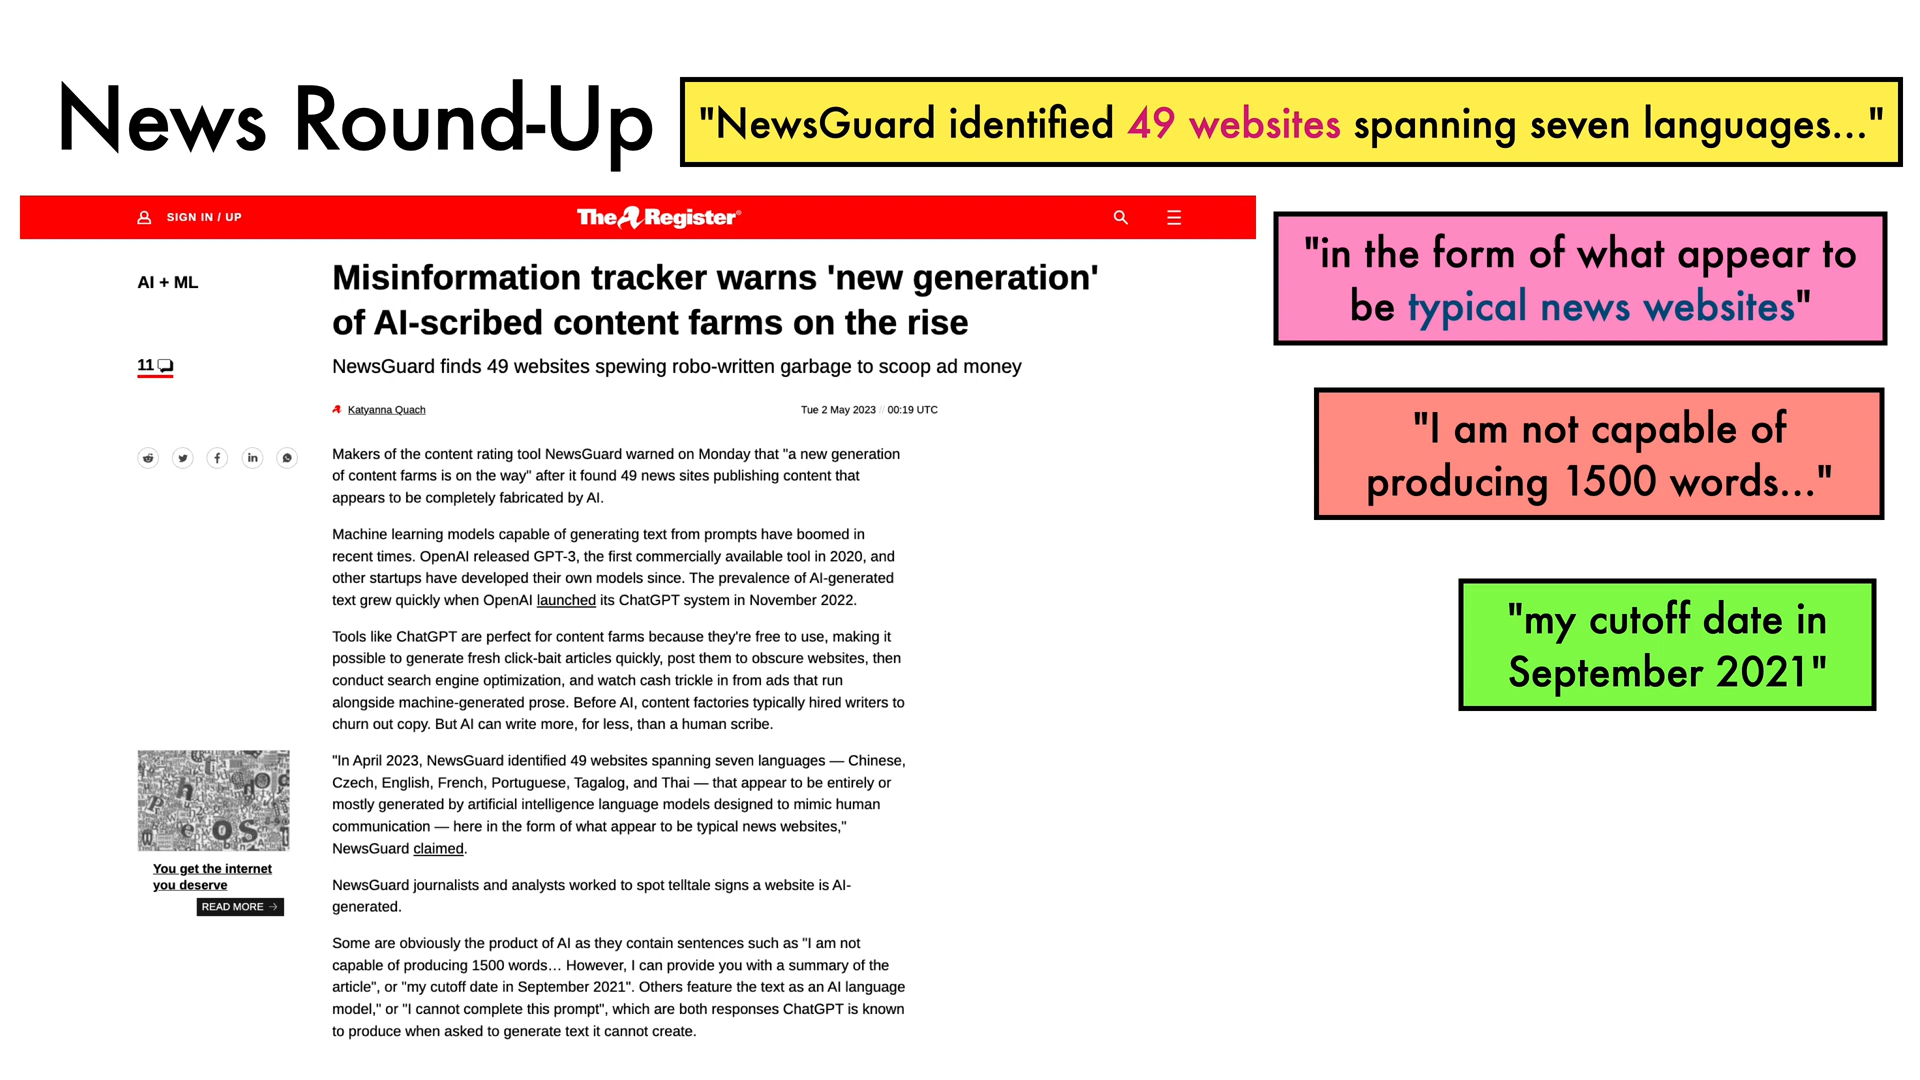 News Round-Up
"NewsGuard identified 49 websites spanning seven languages..."
SIGN IN / UP
The Register®
AI + ML
Misinformation tracker warns 'new generation'
of AI-scribed content farms on the rise
11
NewsGuard finds 49 websites spewing robo-written garbage to scoop ad money
Katyanna Quach
Tue 2 May 2023 // 00:19 UTC
Makers of the content rating tool NewsGuard warned on Monday that "a new generation
of content farms is on the way" after it found 49 news sites publishing content that
appears to be completely fabricated by AI.
Machine learning models capable of generating text from prompts have boomed in
recent times. OpenAI released GPT-3, the first commercially available tool in 2020, and
other startups have developed their own models since. The prevalence of AI-generated
text grew quickly when OpenAI launched its ChatGPT system in November 2022.
Tools like ChatGPT are perfect for content farms because they're free to use, making it
possible to generate fresh click-bait articles quickly, post them to obscure websites, then
conduct search engine optimization, and watch cash trickle in from ads that run
alongside machine-generated prose. Before AI, content factories typically hired writers to
churn out copy. But AI can write more, for less, than a human scribe.
"In April 2023, NewsGuard identified 49 websites spanning seven languages — Chinese,
Czech, English, French, Portuguese, Tagalog, and Thai — that appear to be entirely or
mostly generated by artificial intelligence language models designed to mimic human
communication — here in the form of what appear to be typical news websites,"
NewsGuard claimed.
NewsGuard journalists and analysts worked to spot telltale signs a website is AI-
generated.
Some are obviously the product of AI as they contain sentences such as "I am not
capable of producing 1500 words… However, I can provide you with a summary of the
article", or "my cutoff date in September 2021". Others feature the text as an AI language
model," or "I cannot complete this prompt", which are both responses ChatGPT is known
to produce when asked to generate text it cannot create.
You get the internet
you deserve
READ MORE →
"in the form of what appear to
be typical news websites"
"I am not capable of
producing 1500 words..."
"my cutoff date in
September 2021"